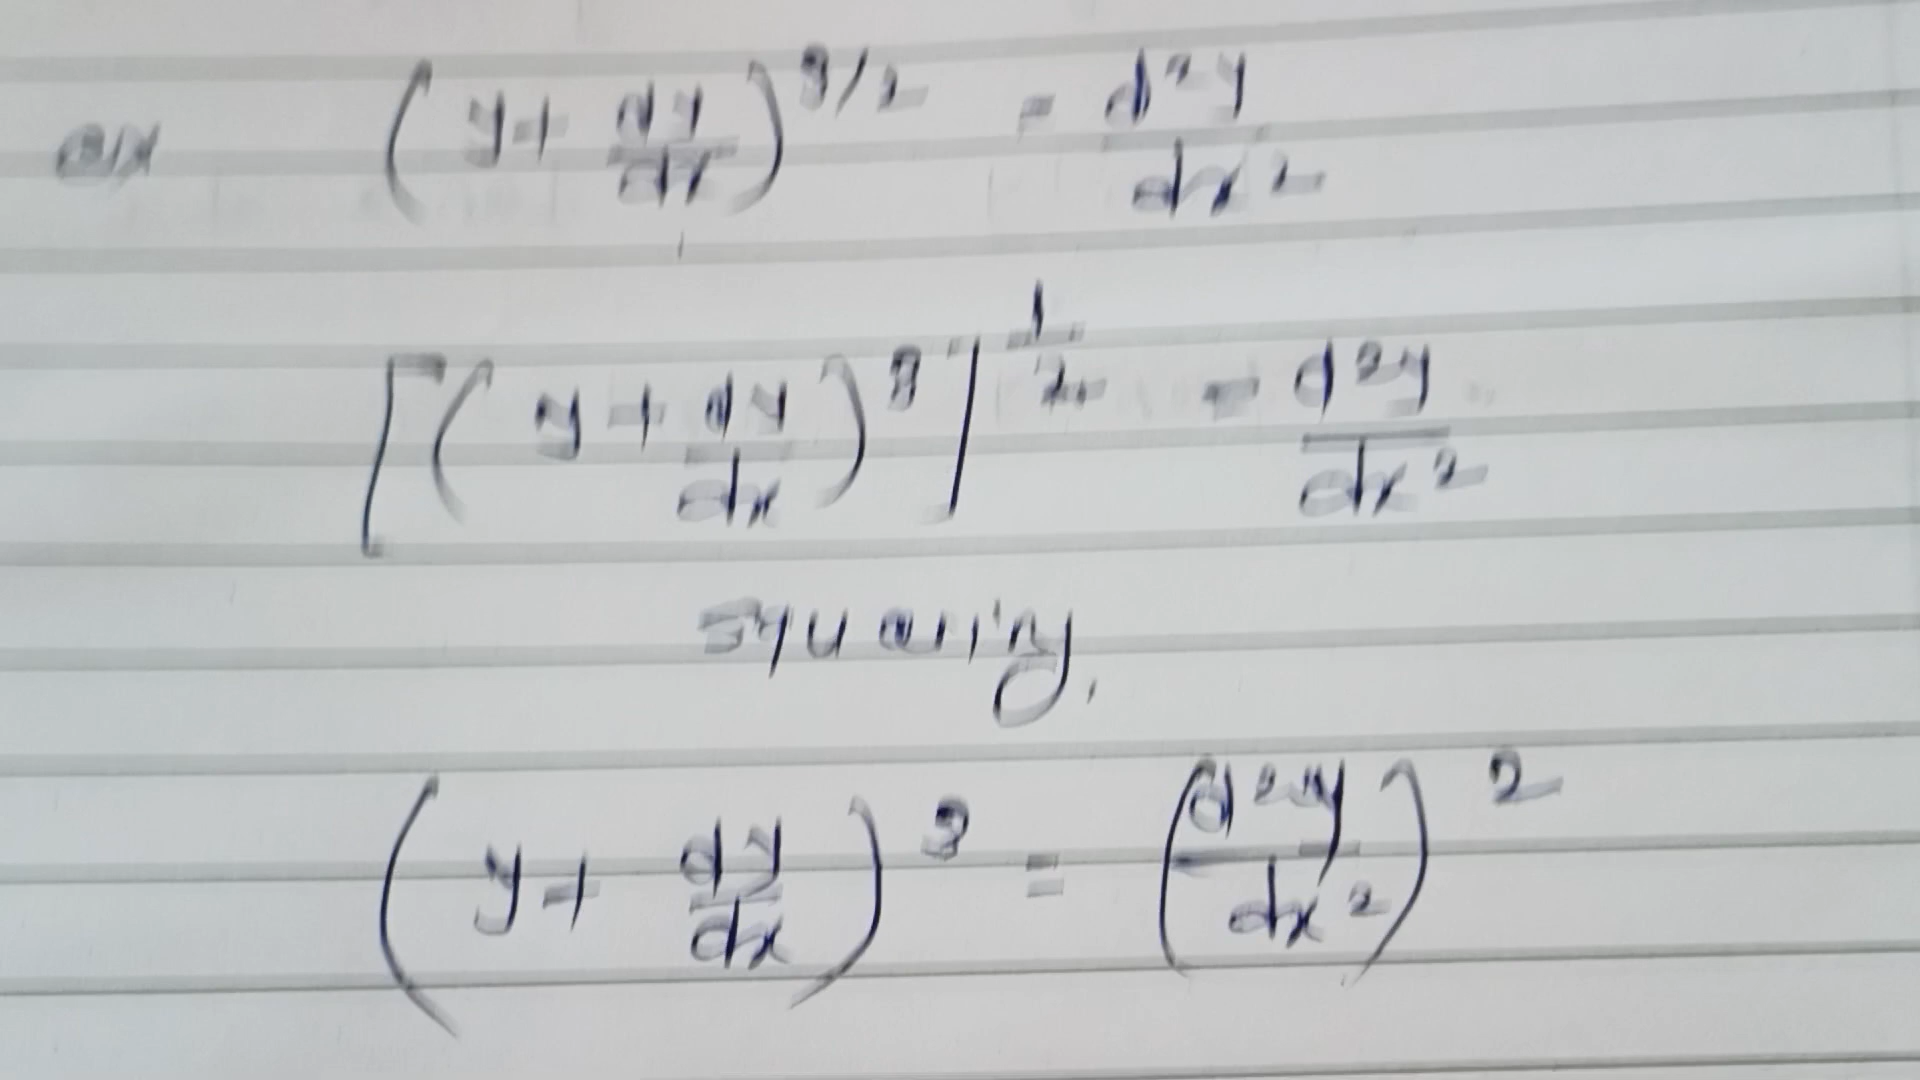 (y + dy/dx)^3/2 = d²y/dx²
[(y + dy/dx)³]^1/2 = d²y/dx²
squaring,
(y + dy/dx)³ = (d²y/dx²)²